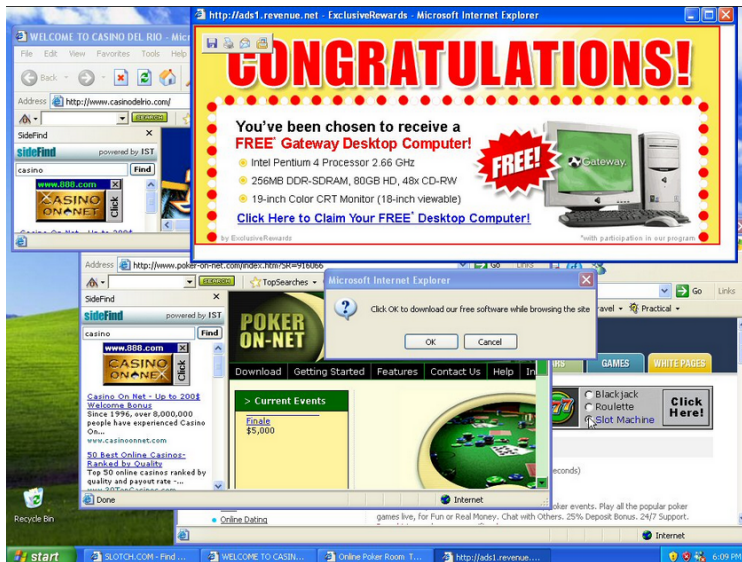 http://ads1.revenue.net - ExclusiveRewards - Microsoft Internet Explorer
WELCOME TO CASINO DEL RIO - Micr
File Edit View Favorites Tools Help
Back
Address http://www.casinodelrio.com/
SEARCH
SideFind
sideFind powered by IST
casino Find
www.888.com
CASINO
ON NET
Click
CONGRATULATIONS!
You've been chosen to receive a
FREE* Gateway Desktop Computer!
Intel Pentium 4 Processor 2.66 GHz
256MB DDR-SDRAM, 80GB HD, 48x CD-RW
19-inch Color CRT Monitor (18-inch viewable)
Click Here to Claim Your FREE* Desktop Computer!
FREE!
Gateway.
by ExclusiveRewards
*with participation in our program
Address http://www.poker-on-net.com/index.htm?SR=916066
Go Links
SEARCH TopSearches
SideFind
sideFind powered by IST
casino Find
www.888.com
CASINO
ON NET
Click
Casino On Net - Up to 200$
Welcome Bonus
Since 1996, over 8,000,000
people have experienced Casino
On...
www.casinoonnet.com
50 Best Online Casinos-
Ranked by Quality
Top 50 online casinos ranked by
quality and payout rate -...
POKER
ON-NET
Download Getting Started Features Contact Us Help
> Current Events
Finale
$5,000
Done
Internet
Microsoft Internet Explorer
Click OK to download our free software while browsing the site
OK Cancel
Go Links
ravel Practical
GAMES WHITE PAGES
Blackjack
Roulette
Slot Machine
Click
Here!
econds)
oker events. Play all the popular poker
games live, for Fun or Real Money. Chat with Others. 25% Deposit Bonus. 24/7 Support.
Online Dating
Internet
Recycle Bin
start
SLOTCH.COM - Find ...
WELCOME TO CASIN...
Online Poker Room T...
http://ads1.revenue....
6:09 PM